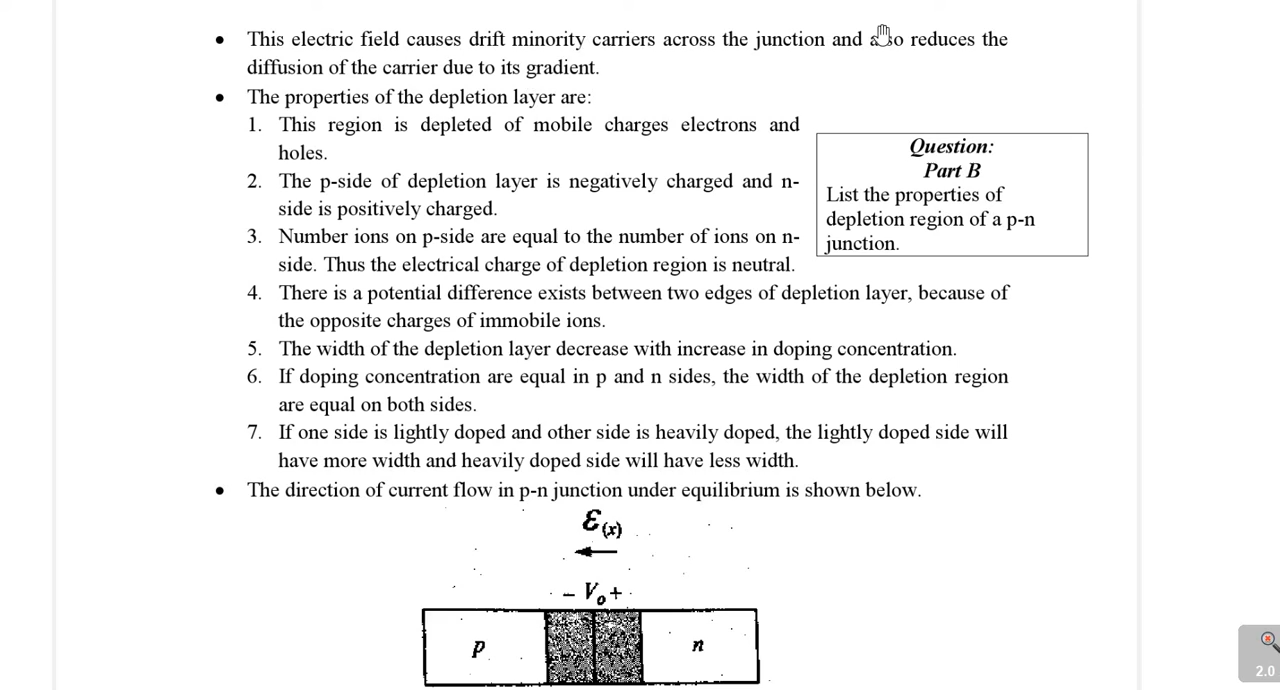 • This electric field causes drift minority carriers across the junction and also reduces the
diffusion of the carrier due to its gradient.
• The properties of the depletion layer are:
1. This region is depleted of mobile charges electrons and
holes.
2. The p-side of depletion layer is negatively charged and n-
side is positively charged.
3. Number ions on p-side are equal to the number of ions on n-
side. Thus the electrical charge of depletion region is neutral.
Question:
Part B
List the properties of
depletion region of a p-n
junction.
4. There is a potential difference exists between two edges of depletion layer, because of
the opposite charges of immobile ions.
5. The width of the depletion layer decrease with increase in doping concentration.
6. If doping concentration are equal in p and n sides, the width of the depletion region
are equal on both sides.
7. If one side is lightly doped and other side is heavily doped, the lightly doped side will
have more width and heavily doped side will have less width.
• The direction of current flow in p-n junction under equilibrium is shown below.
ℰ(x)
− V₀ +
p n
2.0